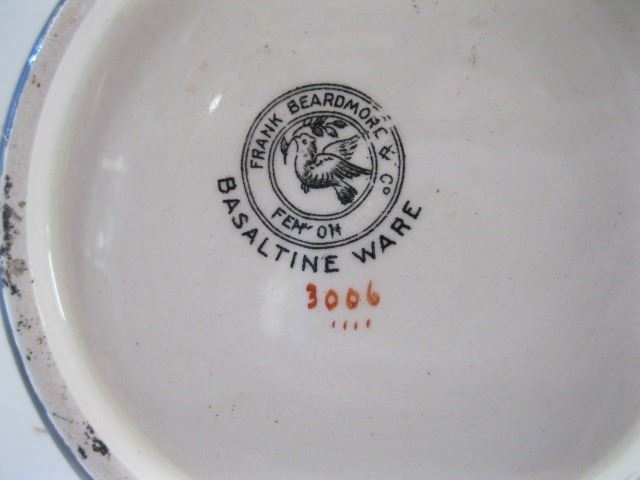 FRANK BEARDMORE & Co
FENTON
BASALTINE WARE
3006